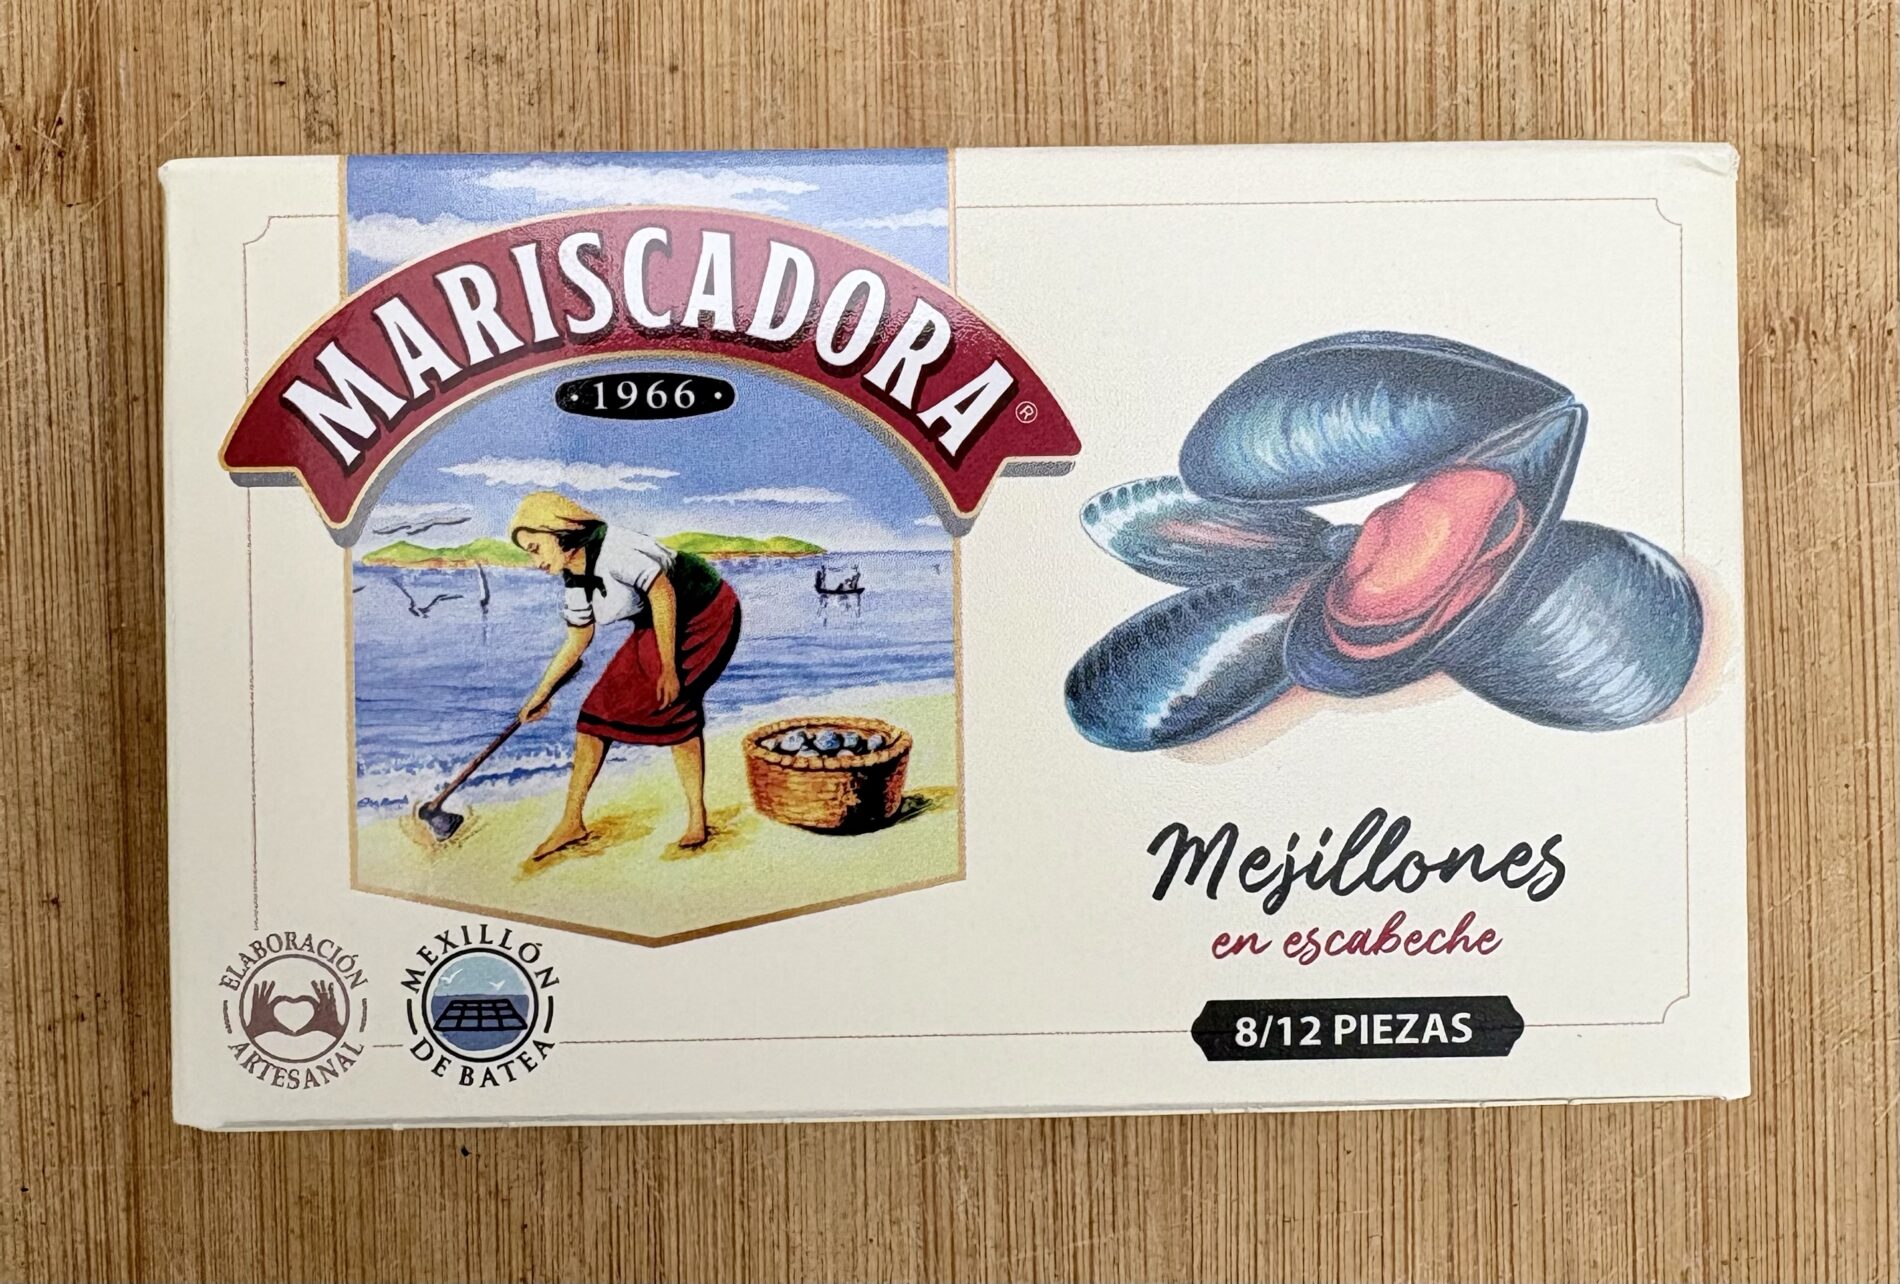 MARISCADORA®
· 1966 ·
Mejillones
en escabeche
8/12 PIEZAS
ELABORACIÓN
ARTESANAL
MEXILLÓN
DE BATEA